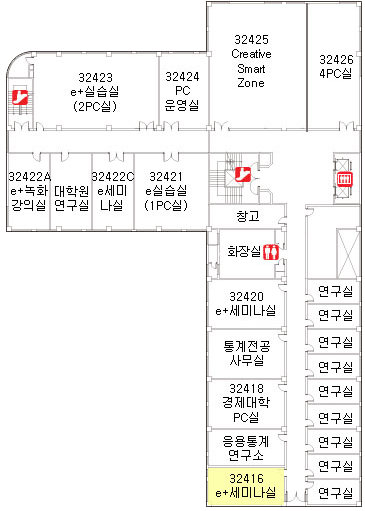 32425
Creative
Smart
Zone
32426
4PC실
32423
e+실습실
(2PC실)
32424
PC
운영실
32422A
e+녹화
강의실
대학원
연구실
32422C
e세미
나실
32421
e실습실
(1PC실)
창고
화장실
32420
e+세미나실
통계전공
사무실
32418
경제대학
PC실
응용통계
연구소
32416
e+세미나실
연구실
연구실
연구실
연구실
연구실
연구실
연구실
연구실
연구실